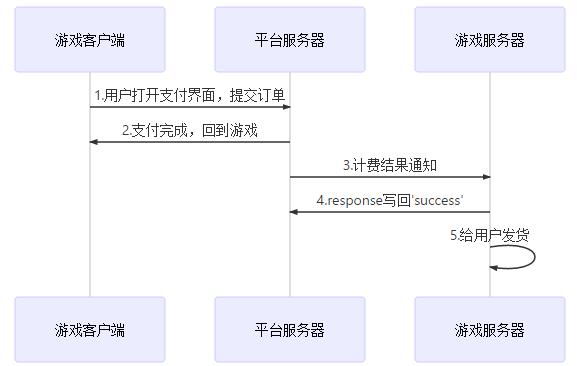 游戏客户端
平台服务器
游戏服务器
1.用户打开支付界面，提交订单
2.支付完成，回到游戏
3.计费结果通知
4.response写回'success'
5.给用户发货
游戏客户端
平台服务器
游戏服务器